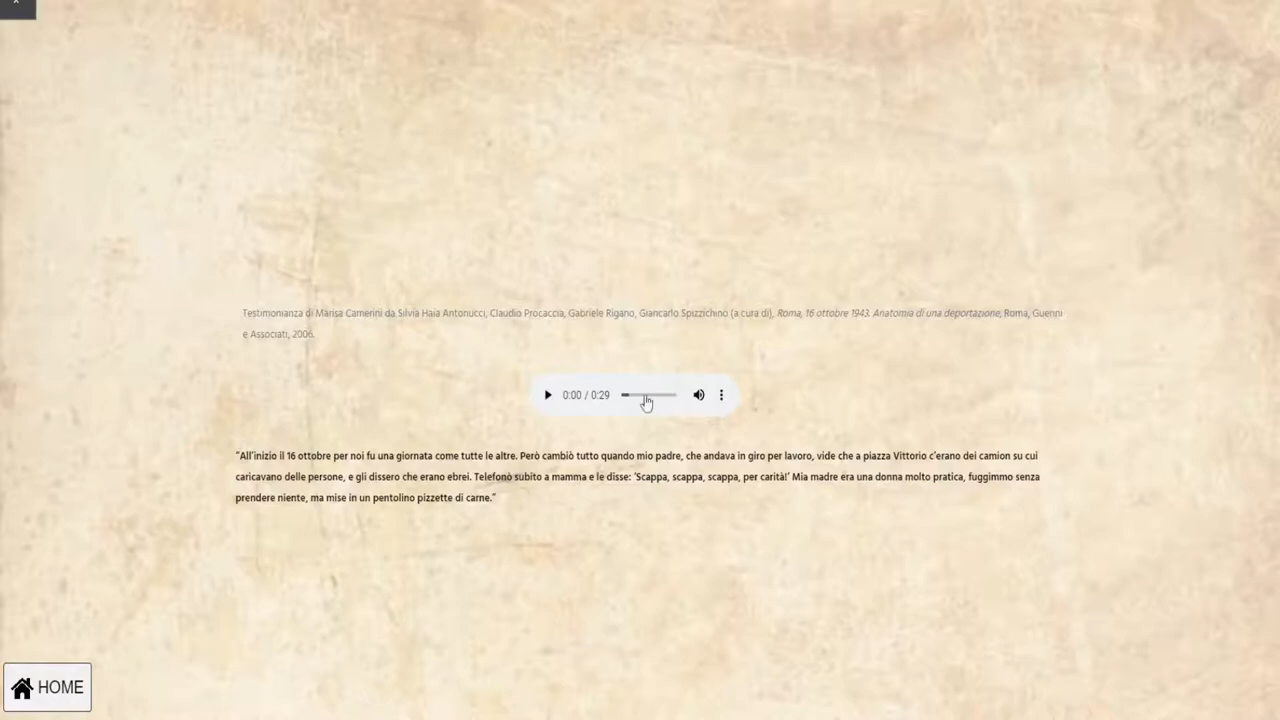 Testimonianza di Marisa Camerini da Silvia Haia Antonucci, Claudio Procaccia, Gabriele Rigano, Giancarlo Spizzichino (a cura di), Roma, 16 ottobre 1943. Anatomia di una deportazione, Roma, Guerini
e Associati, 2006.
0:00 / 0:29
“All’inizio il 16 ottobre per noi fu una giornata come tutte le altre. Però cambiò tutto quando mio padre, che andava in giro per lavoro, vide che a piazza Vittorio c'erano dei camion su cui
caricavano delle persone, e gli dissero che erano ebrei. Telefonò subito a mamma e le disse: ‘Scappa, scappa, scappa, per carità!’ Mia madre era una donna molto pratica, fuggimmo senza
prendere niente, ma mise in un pentolino pizzette di carne.”
HOME